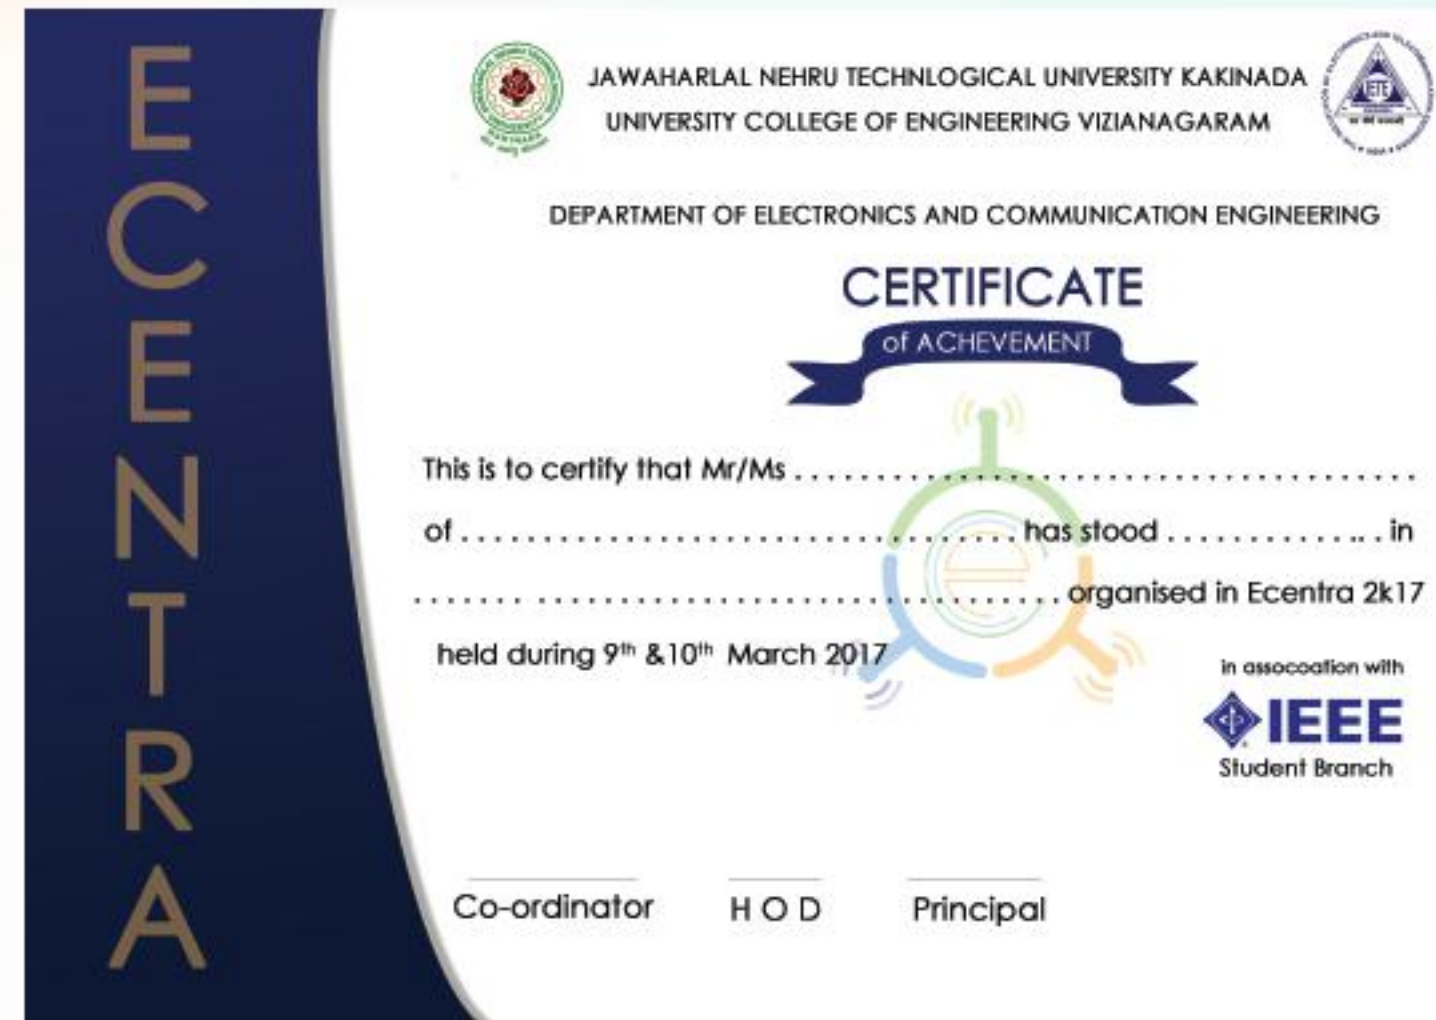 ECENTRA
JAWAHARLAL NEHRU TECHNLOGICAL UNIVERSITY KAKINADA
UNIVERSITY COLLEGE OF ENGINEERING VIZIANAGARAM
IETE
DEPARTMENT OF ELECTRONICS AND COMMUNICATION ENGINEERING
CERTIFICATE
of ACHEVEMENT
This is to certify that Mr/Ms ..............................................
of .......................................... has stood ................ in
................................................ organised in Ecentra 2k17
held during 9th &10th March 2017
in assocoation with
IEEE
Student Branch
Co-ordinator H O D Principal